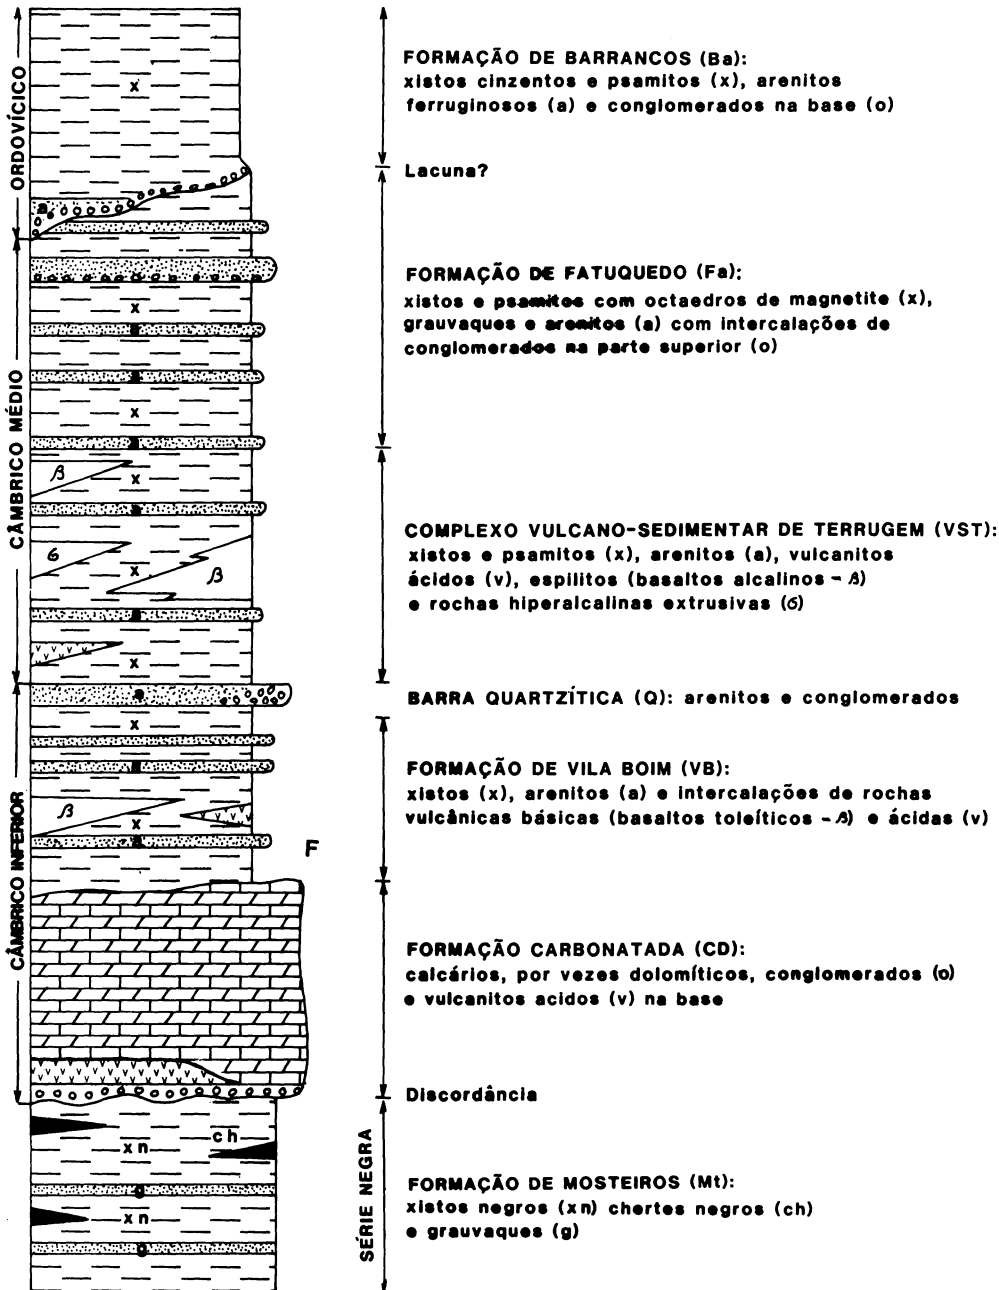 ORDOVÍCICO
CÂMBRICO MÉDIO
CÂMBRICO INFERIOR
x
a
x
a
a
x
a
β
x
a
б
x
β
a
x
a
x
a
β
x
a
F
ch
xn
g
xn
g
SÉRIE NEGRA
FORMAÇÃO DE BARRANCOS (Ba):
xistos cinzentos e psamitos (x), arenitos
ferruginosos (a) e conglomerados na base (o)
Lacuna?
FORMAÇÃO DE FATUQUEDO (Fa):
xistos e psamitos com octaedros de magnetite (x),
grauvaques e arenitos (a) com intercalações de
conglomerados na parte superior (o)
COMPLEXO VULCANO-SEDIMENTAR DE TERRUGEM (VST):
xistos e psamitos (x), arenitos (a), vulcanitos
ácidos (v), espilitos (basaltos alcalinos - β)
e rochas hiperalcalinas extrusivas (б)
BARRA QUARTZÍTICA (Q): arenitos e conglomerados
FORMAÇÃO DE VILA BOIM (VB):
xistos (x), arenitos (a) e intercalações de rochas
vulcânicas básicas (basaltos toleíticos - β) e ácidas (v)
FORMAÇÃO CARBONATADA (CD):
calcários, por vezes dolomíticos, conglomerados (o)
e vulcanitos acidos (v) na base
Discordância
FORMAÇÃO DE MOSTEIROS (Mt):
xistos negros (xn) chertes negros (ch)
e grauvaques (g)